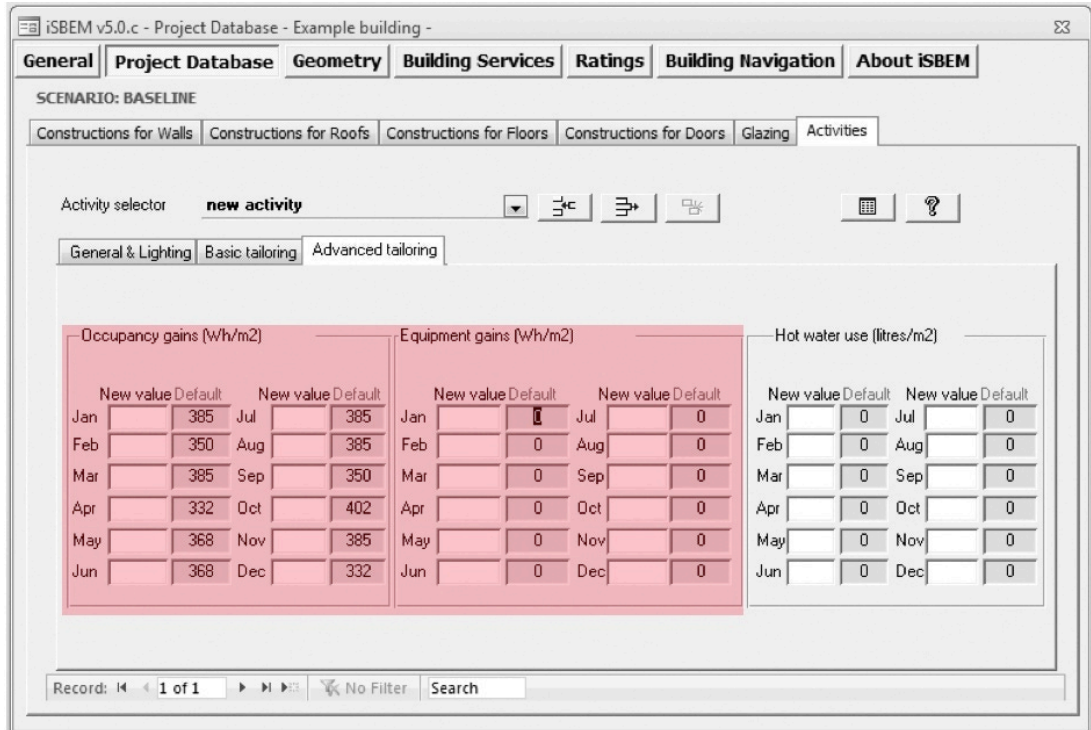 iSBEM v5.0.c - Project Database - Example building -
General Project Database Geometry Building Services Ratings Building Navigation About iSBEM
SCENARIO: BASELINE
Constructions for Walls Constructions for Roofs Constructions for Floors Constructions for Doors Glazing Activities
Activity selector new activity
General & Lighting Basic tailoring Advanced tailoring
Occupancy gains (Wh/m2) Equipment gains (Wh/m2) Hot water use (litres/m2)
New value Default New value Default New value Default New value Default New value Default New value Default
Jan 385 Jul 385 Jan 0 Jul 0 Jan 0 Jul 0
Feb 350 Aug 385 Feb 0 Aug 0 Feb 0 Aug 0
Mar 385 Sep 350 Mar 0 Sep 0 Mar 0 Sep 0
Apr 332 Oct 402 Apr 0 Oct 0 Apr 0 Oct 0
May 368 Nov 385 May 0 Nov 0 May 0 Nov 0
Jun 368 Dec 332 Jun 0 Dec 0 Jun 0 Dec 0
Record: 1 of 1 No Filter Search